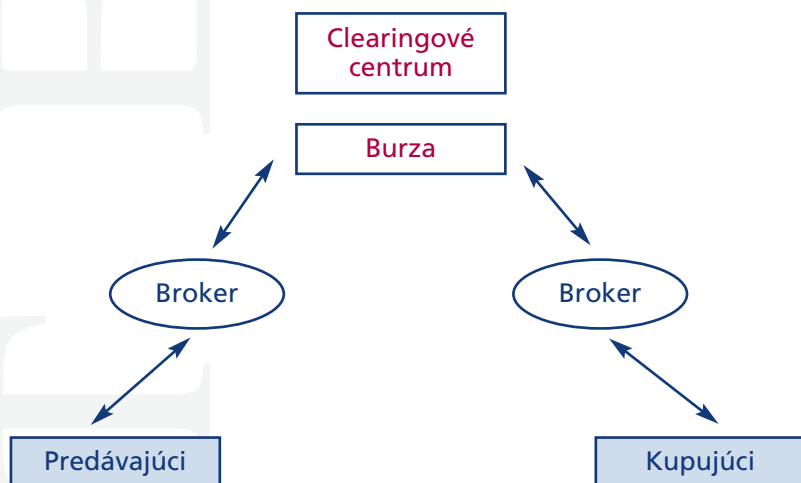 Clearingové
centrum
Burza
Broker
Broker
Predávajúci
Kupujúci